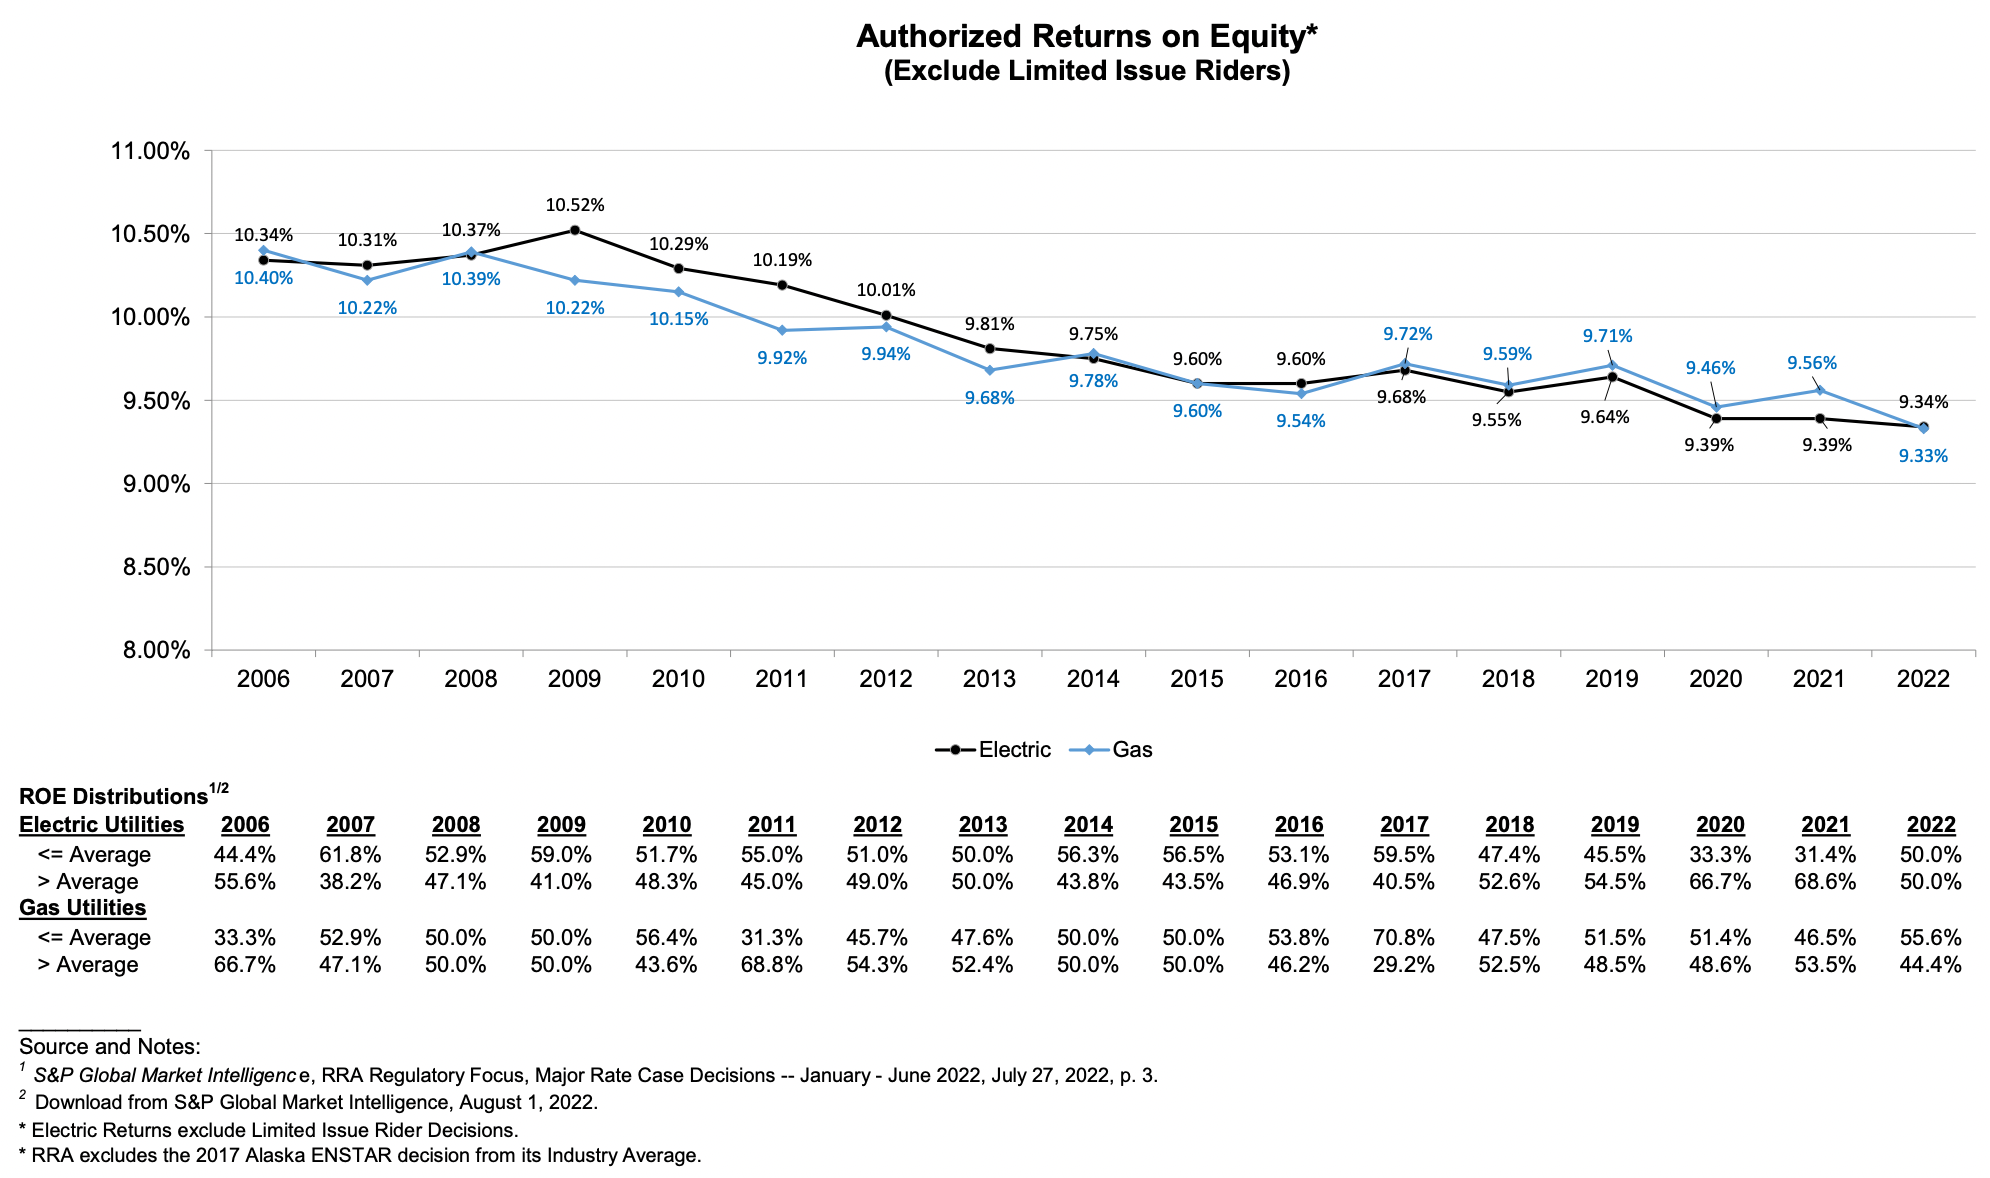 Authorized Returns on Equity*
(Exclude Limited Issue Riders)
11.00%
10.50%
10.00%
9.50%
9.00%
8.50%
8.00%
10.34% 10.31% 10.37% 10.52% 10.29% 10.19% 10.01% 9.81% 9.75% 9.60% 9.60% 9.68% 9.55% 9.64% 9.39% 9.39% 9.34%
10.40% 10.22% 10.39% 10.22% 10.15% 9.92% 9.94% 9.68% 9.78% 9.60% 9.54% 9.72% 9.59% 9.71% 9.46% 9.56% 9.33%
2006 2007 2008 2009 2010 2011 2012 2013 2014 2015 2016 2017 2018 2019 2020 2021 2022
Electric Gas
ROE Distributions1/2
Electric Utilities 2006 2007 2008 2009 2010 2011 2012 2013 2014 2015 2016 2017 2018 2019 2020 2021 2022
<= Average 44.4% 61.8% 52.9% 59.0% 51.7% 55.0% 51.0% 50.0% 56.3% 56.5% 53.1% 59.5% 47.4% 45.5% 33.3% 31.4% 50.0%
> Average 55.6% 38.2% 47.1% 41.0% 48.3% 45.0% 49.0% 50.0% 43.8% 43.5% 46.9% 40.5% 52.6% 54.5% 66.7% 68.6% 50.0%
Gas Utilities
<= Average 33.3% 52.9% 50.0% 50.0% 56.4% 31.3% 45.7% 47.6% 50.0% 50.0% 53.8% 70.8% 47.5% 51.5% 51.4% 46.5% 55.6%
> Average 66.7% 47.1% 50.0% 50.0% 43.6% 68.8% 54.3% 52.4% 50.0% 50.0% 46.2% 29.2% 52.5% 48.5% 48.6% 53.5% 44.4%
Source and Notes:
1 S&P Global Market Intelligence, RRA Regulatory Focus, Major Rate Case Decisions -- January - June 2022, July 27, 2022, p. 3.
2 Download from S&P Global Market Intelligence, August 1, 2022.
* Electric Returns exclude Limited Issue Rider Decisions.
* RRA excludes the 2017 Alaska ENSTAR decision from its Industry Average.